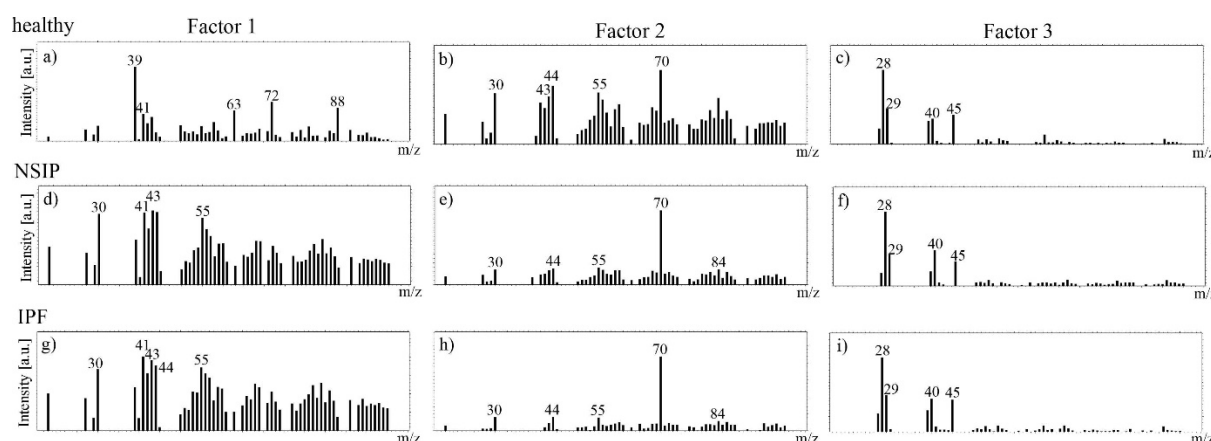 healthy
Factor 1
Factor 2
Factor 3
Intensity [a.u.]
a)
39
41
63
72
88
m/z
b)
30
43
44
55
70
m/z
c)
28
29
40
45
m/z
NSIP
Intensity [a.u.]
d)
30
41
43
55
m/z
e)
30
44
55
70
84
m/z
f)
28
29
40
45
m/z
IPF
Intensity [a.u.]
g)
30
41
43
44
55
m/z
h)
30
44
55
70
84
m/z
i)
28
29
40
45
m/z